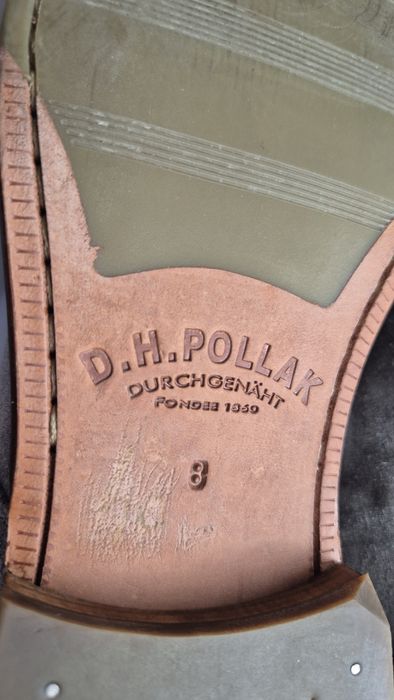 D.H.POLLAK
DURCHGENÄHT
FONDEE 1860
8